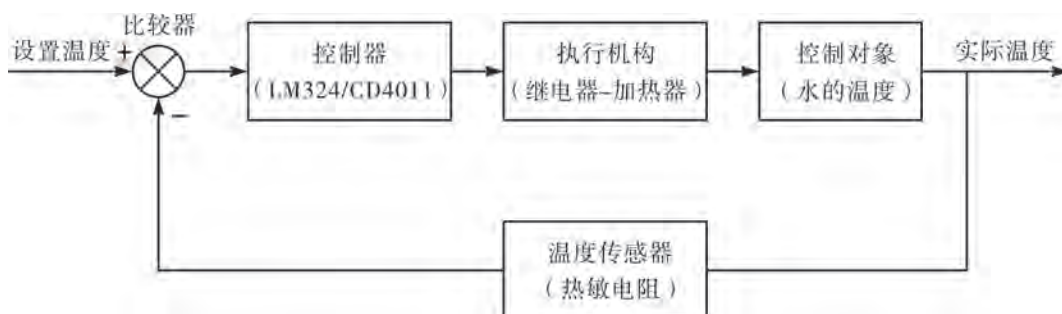 比较器
设置温度
+
−
控制器
(LM324/CD4011)
执行机构
(继电器-加热器)
控制对象
(水的温度)
实际温度
温度传感器
(热敏电阻)